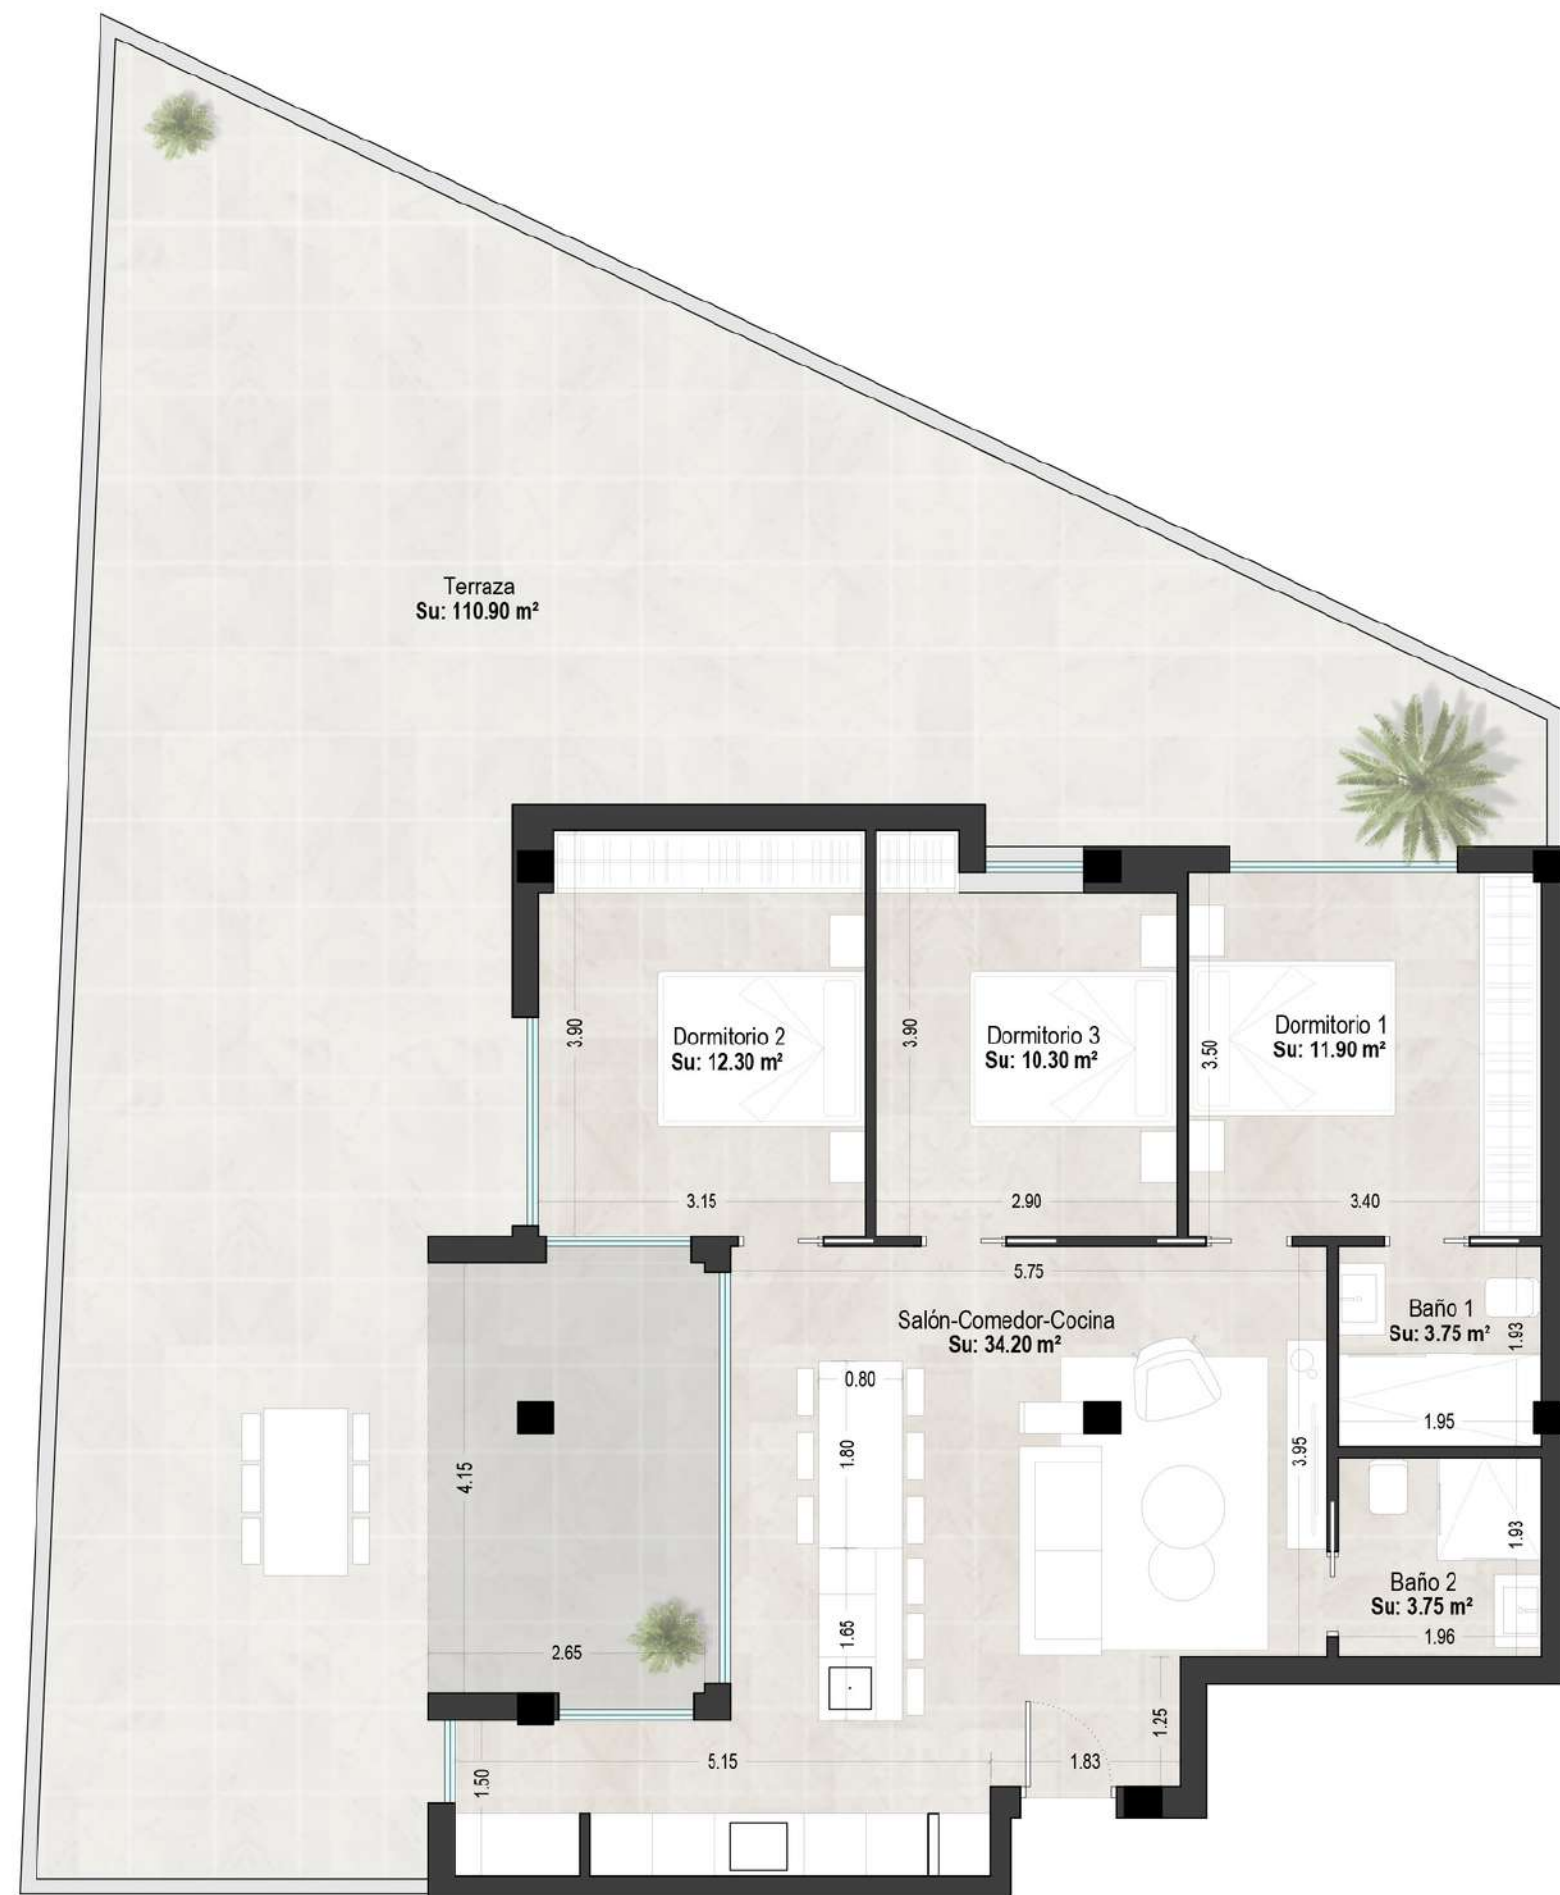 Terraza
Su: 110.90 m²
3.90
Dormitorio 2
Su: 12.30 m²
3.15
3.90
Dormitorio 3
Su: 10.30 m²
2.90
3.50
Dormitorio 1
Su: 11.90 m²
3.40
5.75
Salón-Comedor-Cocina
Su: 34.20 m²
Baño 1
Su: 3.75 m²
1.93
1.95
0.80
1.80
3.95
4.15
1.93
Baño 2
Su: 3.75 m²
1.96
1.65
2.65
1.25
5.15
1.83
1.50